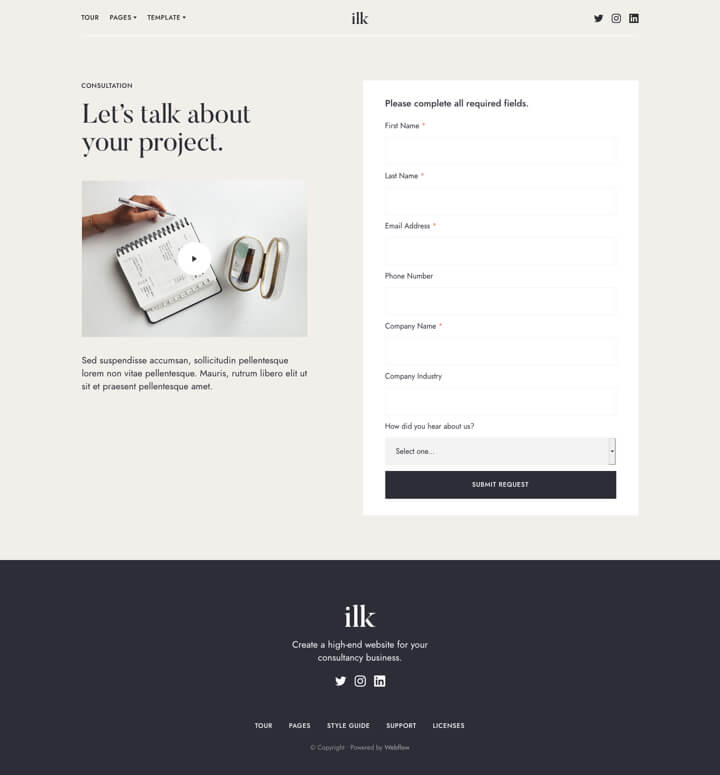 TOUR PAGES TEMPLATE
ilk
CONSULTATION
Let's talk about
your project.
Sed suspendisse accumsan, sollicitudin pellentesque
lorem non vitae pellentesque. Mauris, rutrum libero elit ut
sit et praesent pellentesque amet.
Please complete all required fields.
First Name *
Last Name *
Email Address *
Phone Number
Company Name *
Company Industry
How did you hear about us?
Select one...
SUBMIT REQUEST
ilk
Create a high-end website for your
consultancy business.
TOUR PAGES STYLE GUIDE SUPPORT LICENSES
© Copyright · Powered by Webflow